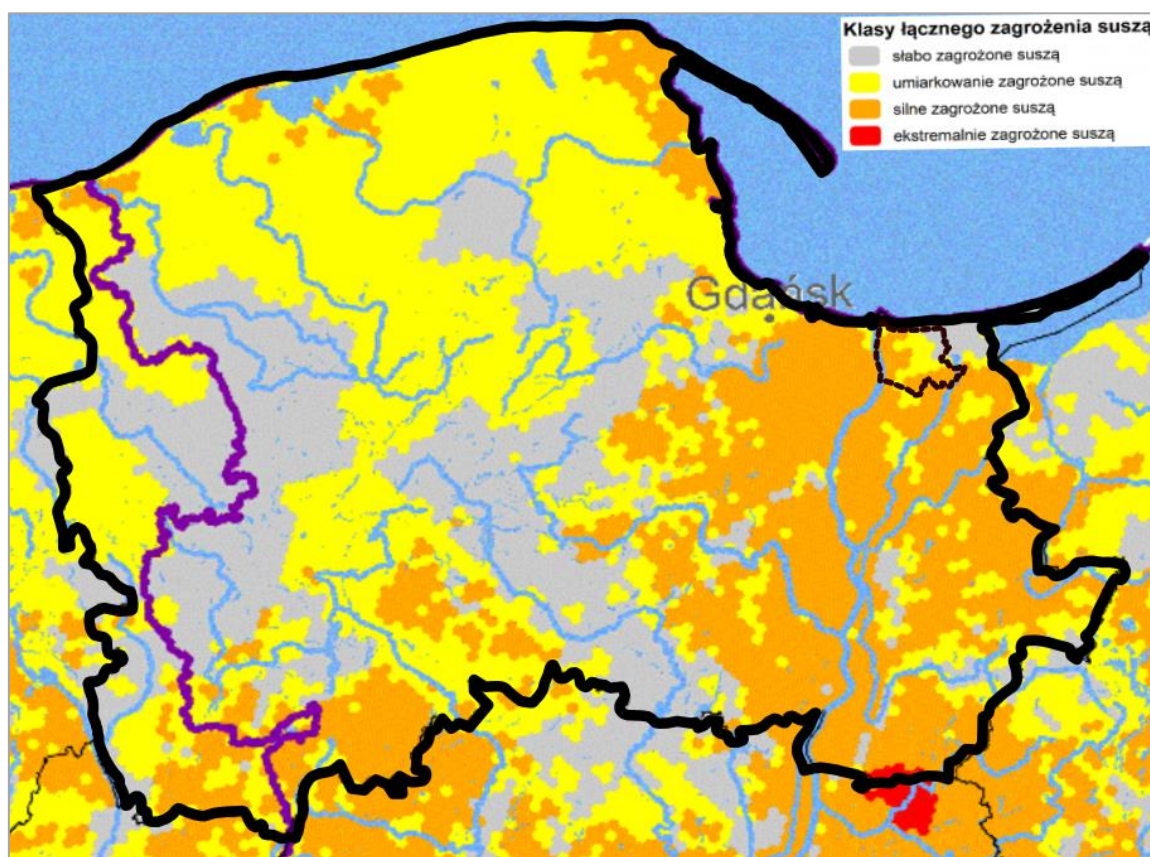 Klasy łącznego zagrożenia suszą
słabo zagrożone suszą
umiarkowanie zagrożone suszą
silne zagrożone suszą
ekstremalnie zagrożone suszą
Gdańsk